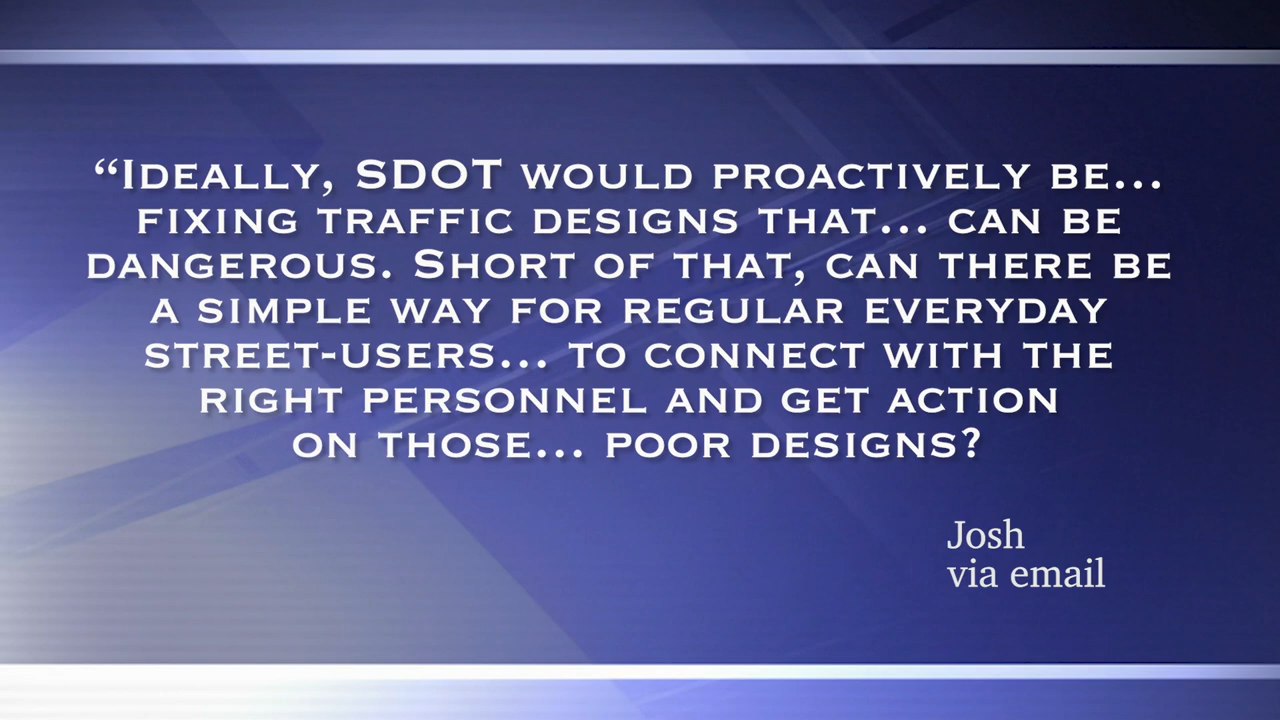 “Ideally, SDOT would proactively be...
fixing traffic designs that... can be
dangerous. Short of that, can there be
a simple way for regular everyday
street-users... to connect with the
right personnel and get action
on those... poor designs?
Josh
via email